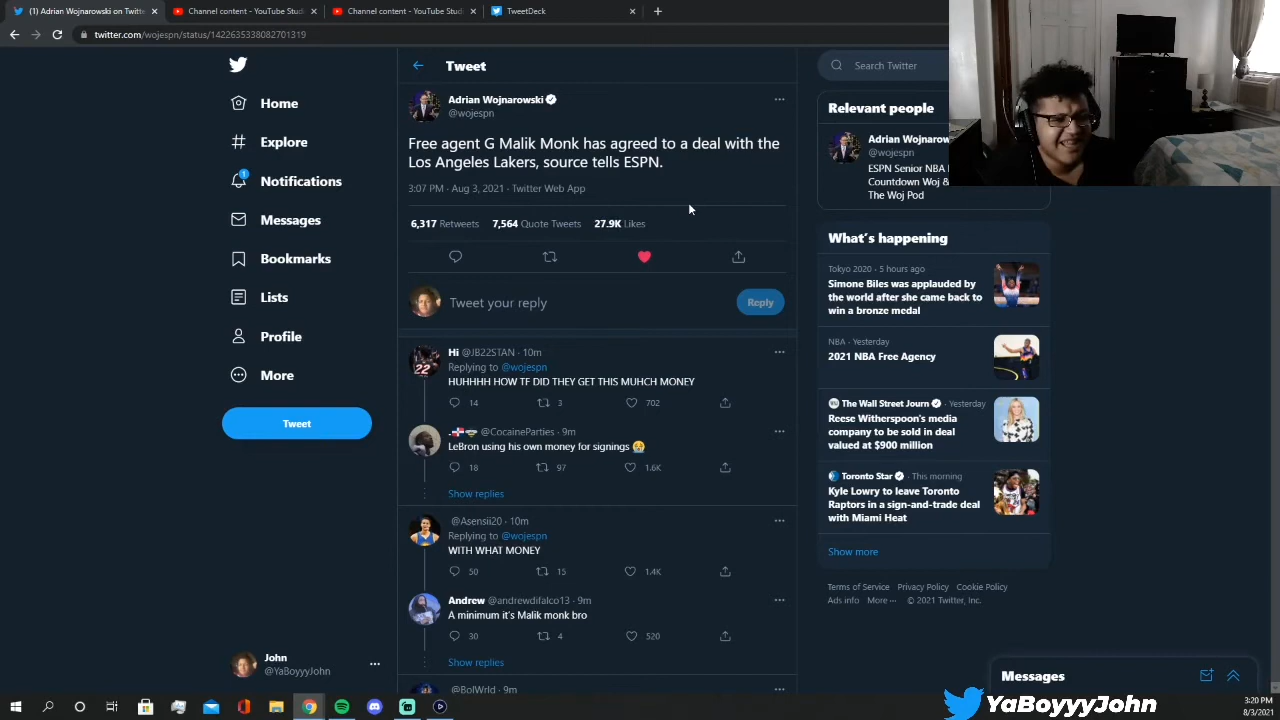 (1) Adrian Wojnarowski on Twitt
Channel content - YouTube Studi
Channel content - YouTube Studi
TweetDeck
twitter.com/wojespn/status/1422635338082701319
Home
Explore
1
Notifications
Messages
Bookmarks
Lists
Profile
More
Tweet
John
@YaBoyyyJohn
Tweet
Adrian Wojnarowski
@wojespn
Free agent G Malik Monk has agreed to a deal with the
Los Angeles Lakers, source tells ESPN.
3:07 PM · Aug 3, 2021 · Twitter Web App
6,317 Retweets 7,564 Quote Tweets 27.9K Likes
Tweet your reply
Reply
Hi @JB22STAN · 10m
Replying to @wojespn
HUHHHH HOW TF DID THEY GET THIS MUHCH MONEY
14 3 702
@CocaineParties · 9m
LeBron using his own money for signings 😢
18 97 1.6K
Show replies
@Asensii20 · 10m
Replying to @wojespn
WITH WHAT MONEY
50 15 1.4K
Andrew @andrewdifalco13 · 9m
A minimum it's Malik monk bro
30 4 520
Show replies
@BolWrld · 9m
Search Twitter
Relevant people
Adrian Wojnarow
@wojespn
ESPN Senior NBA
Countdown Woj &
The Woj Pod
What's happening
Tokyo 2020 · 5 hours ago
Simone Biles was applauded by
the world after she came back to
win a bronze medal
NBA · Yesterday
2021 NBA Free Agency
The Wall Street Journ · Yesterday
Reese Witherspoon's media
company to be sold in deal
valued at $900 million
Toronto Star · This morning
Kyle Lowry to leave Toronto
Raptors in a sign-and-trade deal
with Miami Heat
Show more
Terms of Service Privacy Policy Cookie Policy
Ads info More ··· © 2021 Twitter, Inc.
Messages
YaBoyyyJohn
3:20 PM
8/3/2021